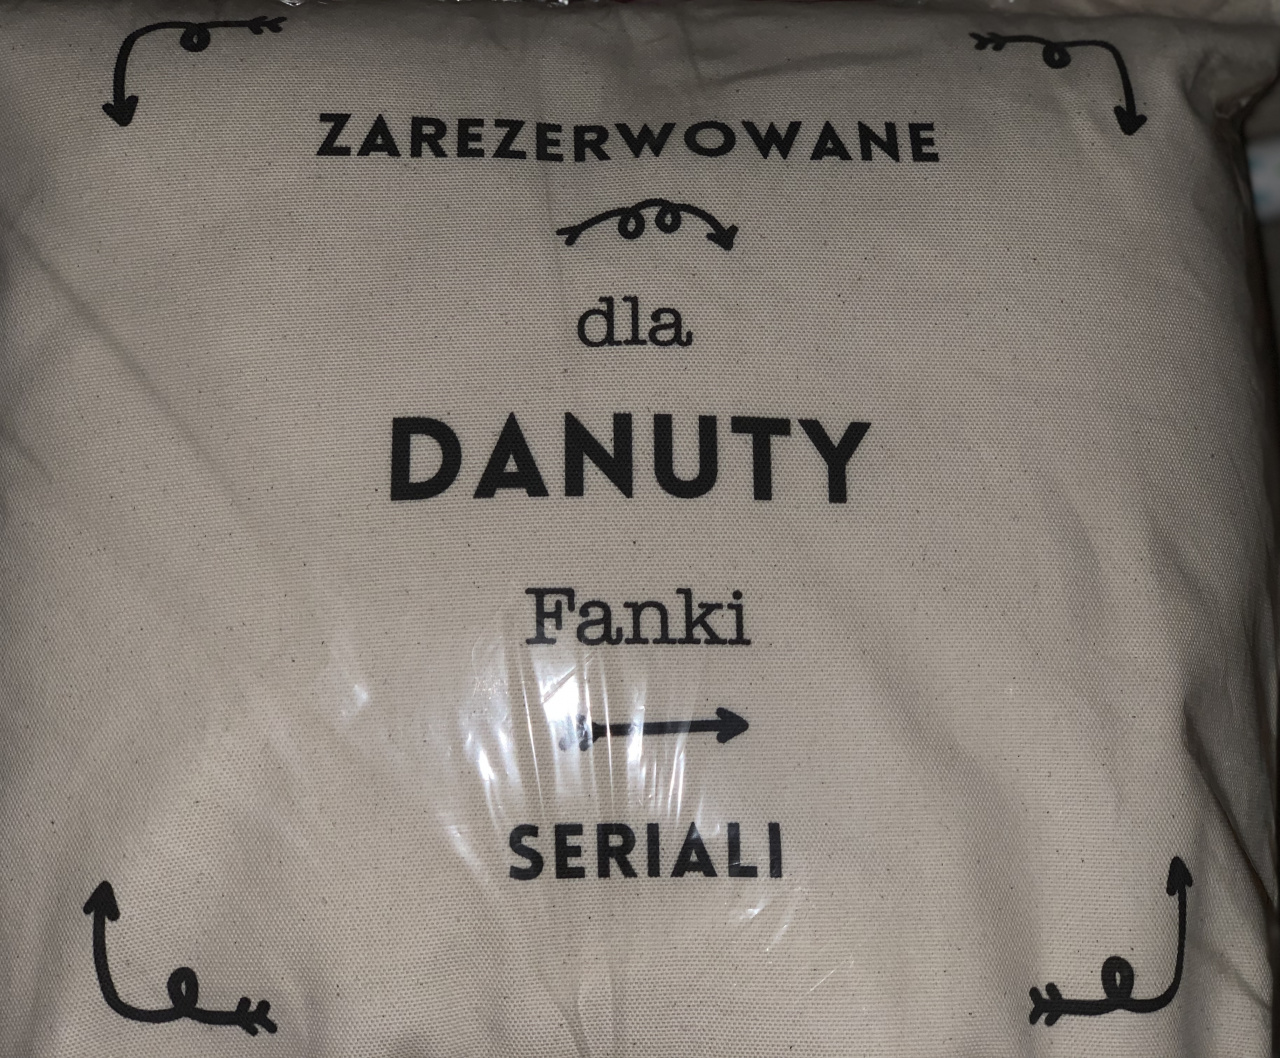 ZAREZERWOWANE
dla
DANUTY
Fanki
SERIALI